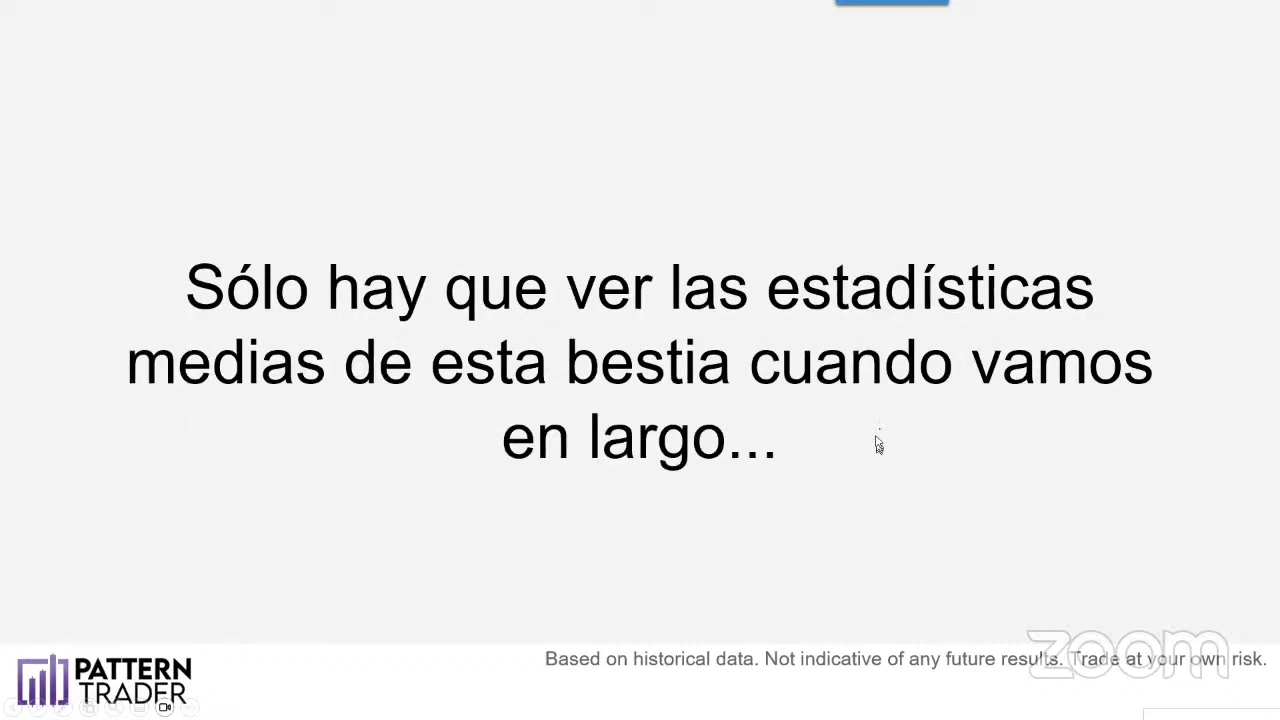 Sólo hay que ver las estadísticas
medias de esta bestia cuando vamos
en largo...
zoom
Based on historical data. Not indicative of any future results. Trade at your own risk.
PATTERN
TRADER